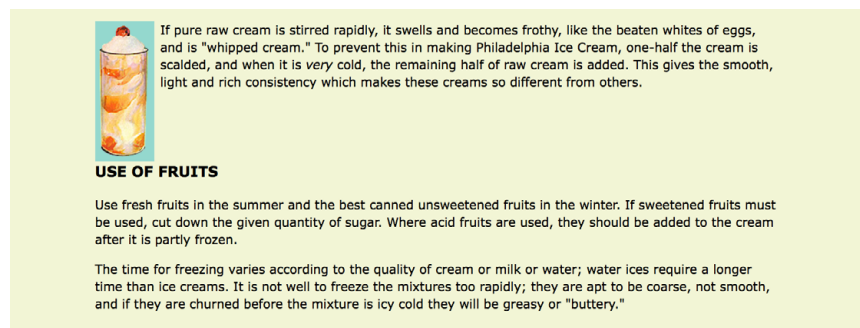 If pure raw cream is stirred rapidly, it swells and becomes frothy, like the beaten whites of eggs,
and is "whipped cream." To prevent this in making Philadelphia Ice Cream, one-half the cream is
scalded, and when it is very cold, the remaining half of raw cream is added. This gives the smooth,
light and rich consistency which makes these creams so different from others.
USE OF FRUITS
Use fresh fruits in the summer and the best canned unsweetened fruits in the winter. If sweetened fruits must
be used, cut down the given quantity of sugar. Where acid fruits are used, they should be added to the cream
after it is partly frozen.
The time for freezing varies according to the quality of cream or milk or water; water ices require a longer
time than ice creams. It is not well to freeze the mixtures too rapidly; they are apt to be coarse, not smooth,
and if they are churned before the mixture is icy cold they will be greasy or "buttery."